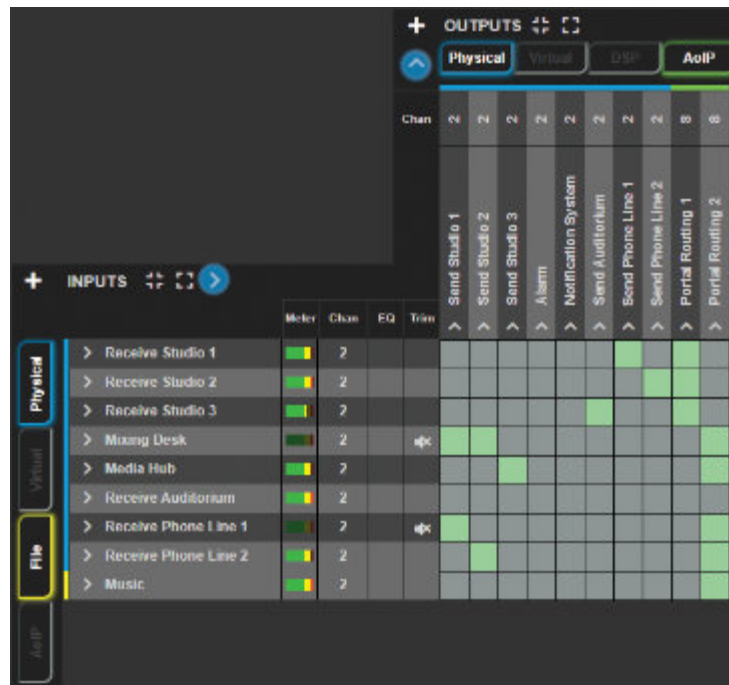 OUTPUTS
Physical Virtual DSP AoIP
Chan 2 2 2 2 2 2 2 2 8 8
Send Studio 1
Send Studio 2
Send Studio 3
Alarm
Notification System
Send Auditorium
Send Phone Line 1
Send Phone Line 2
Portal Routing 1
Portal Routing 2
INPUTS
Meter Chan EQ Trim
Physical
Virtual
File
AoIP
Receive Studio 1 2
Receive Studio 2 2
Receive Studio 3 2
Mixing Desk 2
Media Hub 2
Receive Auditorium 2
Receive Phone Line 1 2
Receive Phone Line 2 2
Music 2